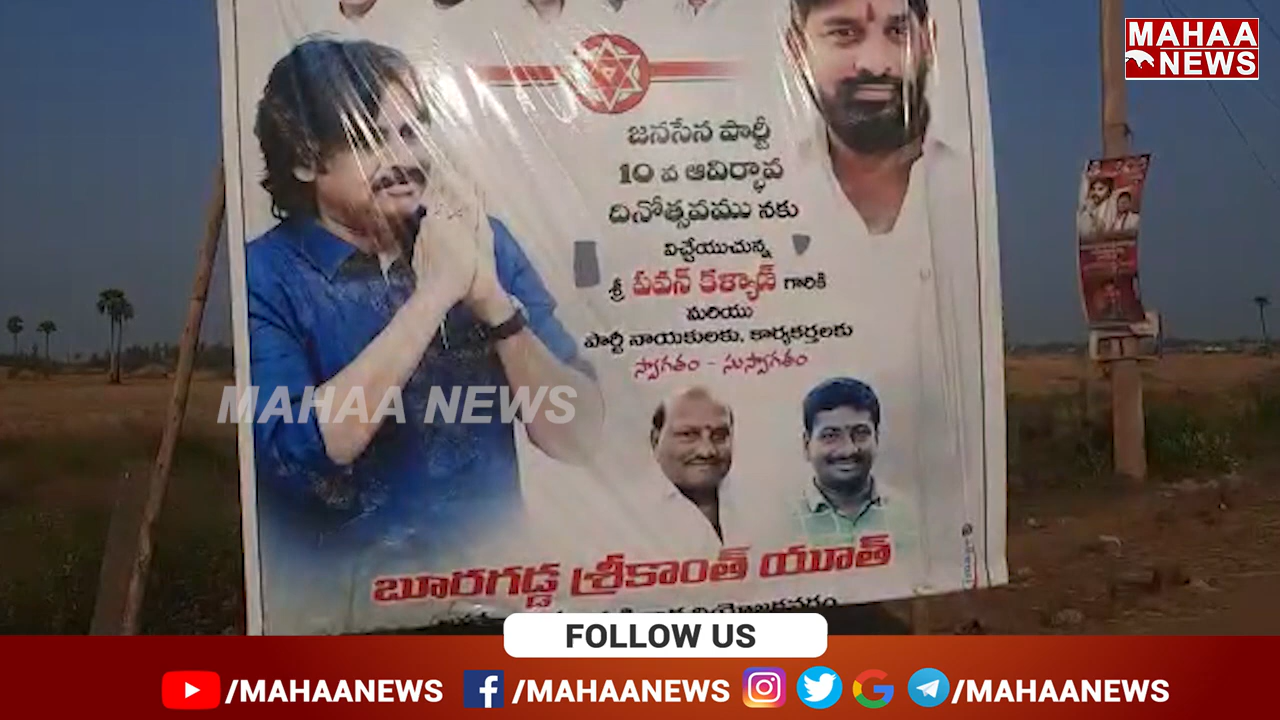 MAHAA
NEWS
జనసేన పార్టీ
10 వ ఆవిర్భావ
దినోత్సవము నకు
విచ్చేయుచున్న
శ్రీ పవన్ కళ్యాణ్ గారికి
మరియు
పార్టీ నాయకులకు, కార్యకర్తలకు
స్వాగతం - సుస్వాగతం
MAHAA NEWS
బూరగడ్డ శ్రీకాంత్ యూత్
FOLLOW US
/MAHAANEWS /MAHAANEWS /MAHAANEWS